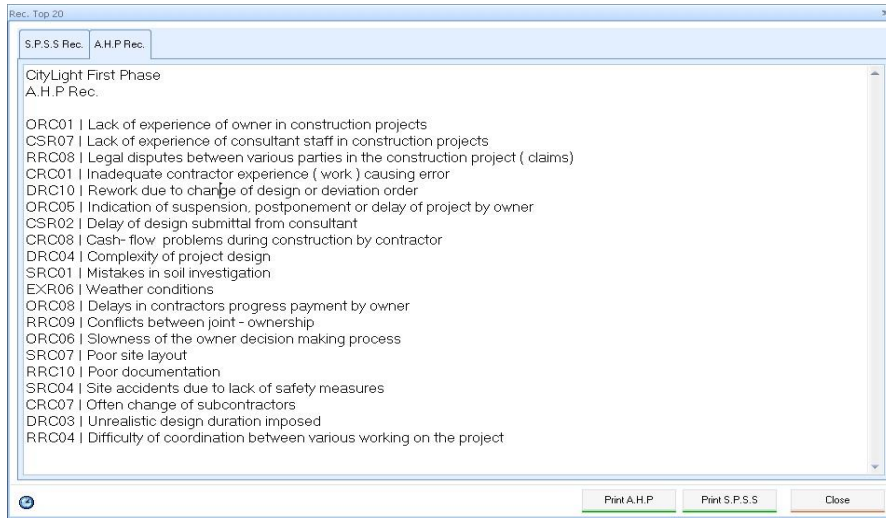 Rec. Top 20
S.P.S.S Rec. A.H.P Rec.
CityLight First Phase
A.H.P Rec.
ORC01 | Lack of experience of owner in construction projects
CSR07 | Lack of experience of consultant staff in construction projects
RRC08 | Legal disputes between various parties in the construction project ( claims)
CRC01 | Inadequate contractor experience ( work ) causing error
DRC10 | Rework due to change of design or deviation order
ORC05 | Indication of suspension, postponement or delay of project by owner
CSR02 | Delay of design submittal from consultant
CRC08 | Cash- flow problems during construction by contractor
DRC04 | Complexity of project design
SRC01 | Mistakes in soil investigation
EXR06 | Weather conditions
ORC08 | Delays in contractors progress payment by owner
RRC09 | Conflicts between joint - ownership
ORC06 | Slowness of the owner decision making process
SRC07 | Poor site layout
RRC10 | Poor documentation
SRC04 | Site accidents due to lack of safety measures
CRC07 | Often change of subcontractors
DRC03 | Unrealistic design duration imposed
RRC04 | Difficulty of coordination between various working on the project
Print A.H.P Print S.P.S.S Close